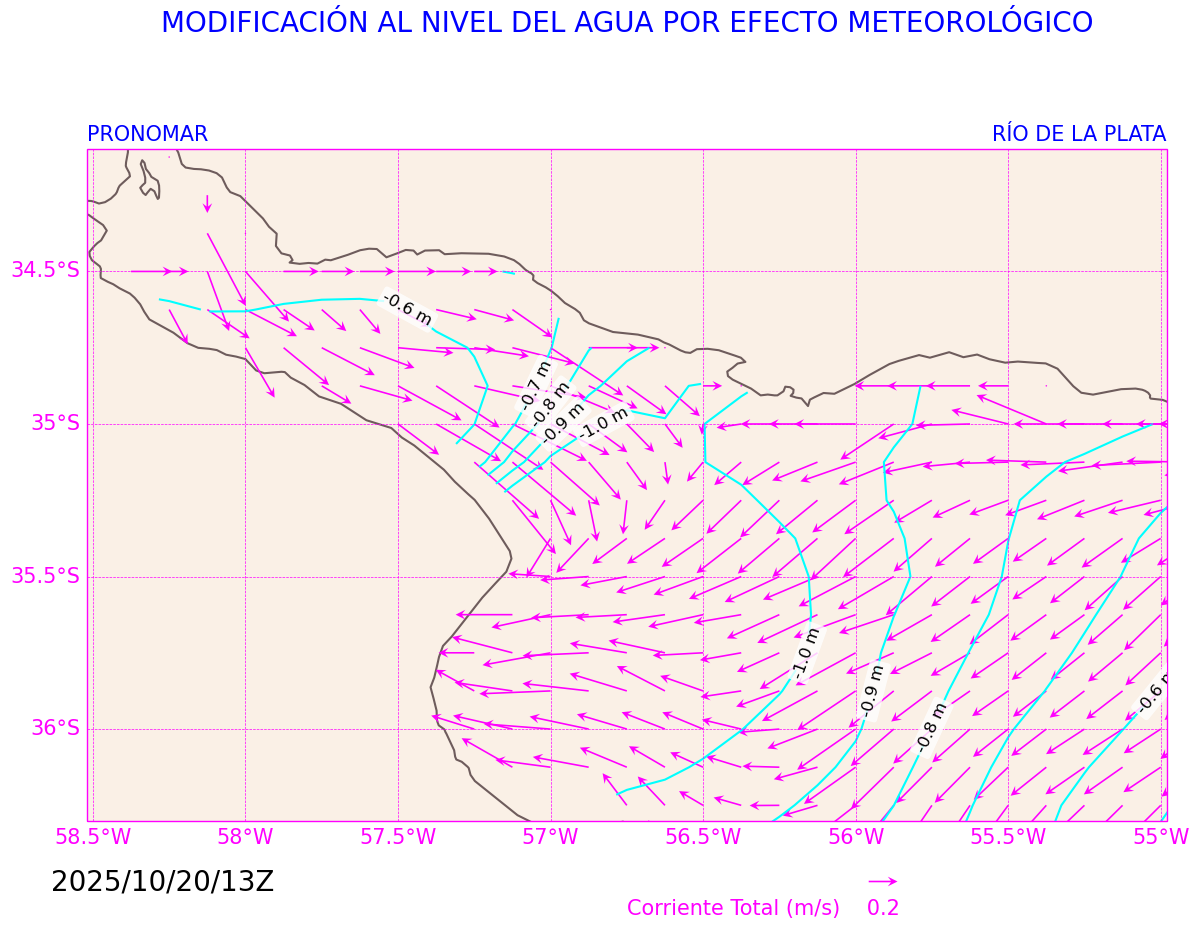 MODIFICACIÓN AL NIVEL DEL AGUA POR EFECTO METEOROLÓGICO
PRONOMAR
RÍO DE LA PLATA
34.5°S
35°S
35.5°S
36°S
-0.6 m
-0.7 m
-0.8 m
-0.9 m
-1.0 m
-1.0 m
-0.9 m
-0.8 m
-0.6 m
58.5°W 58°W 57.5°W 57°W 56.5°W 56°W 55.5°W 55°W
2025/10/20/13Z
Corriente Total (m/s) 0.2